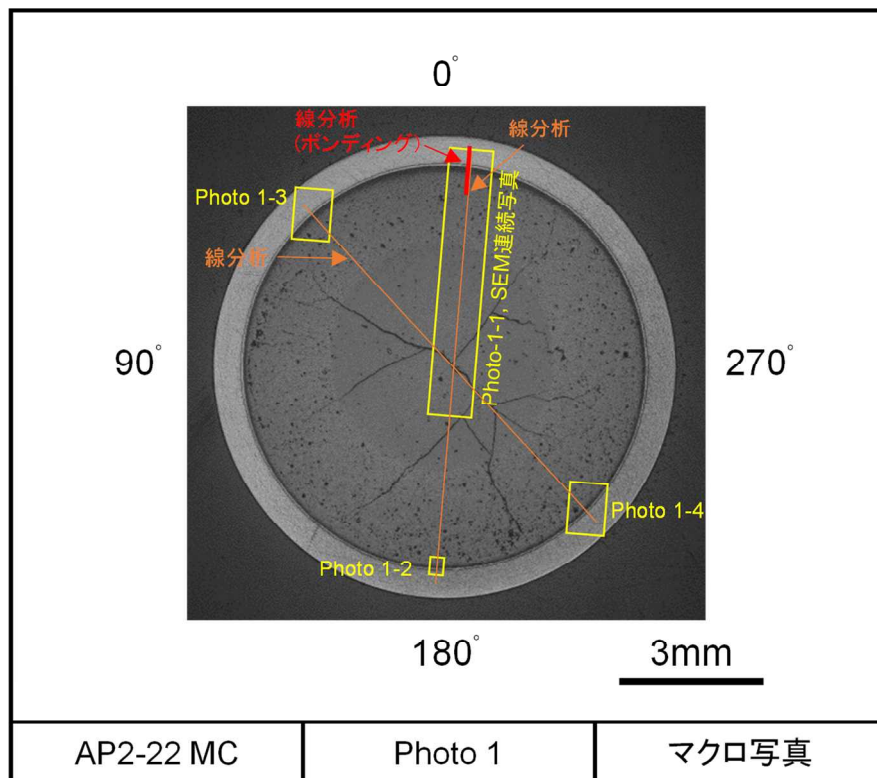 0°
線分析
(ボンディング)
線分析
Photo 1-3
線分析
Photo-1-1, SEM連続写真
90°
270°
Photo 1-4
Photo 1-2
180°
3mm
AP2-22 MC
Photo 1
マクロ写真